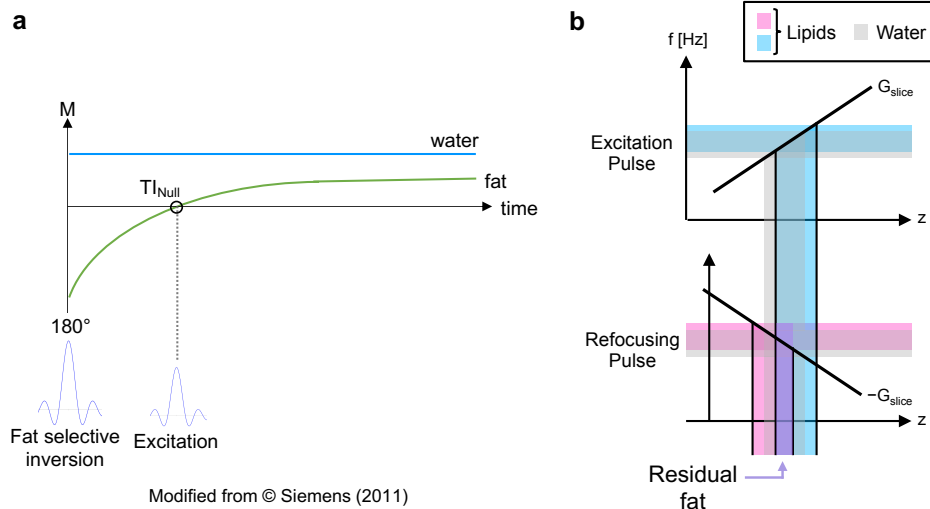 a
M
water
TINull
fat
time
180°
Fat selective
inversion
Excitation
Modified from © Siemens (2011)
b
Lipids
Water
f [Hz]
Gslice
Excitation
Pulse
z
Refocusing
Pulse
−Gslice
z
Residual
fat